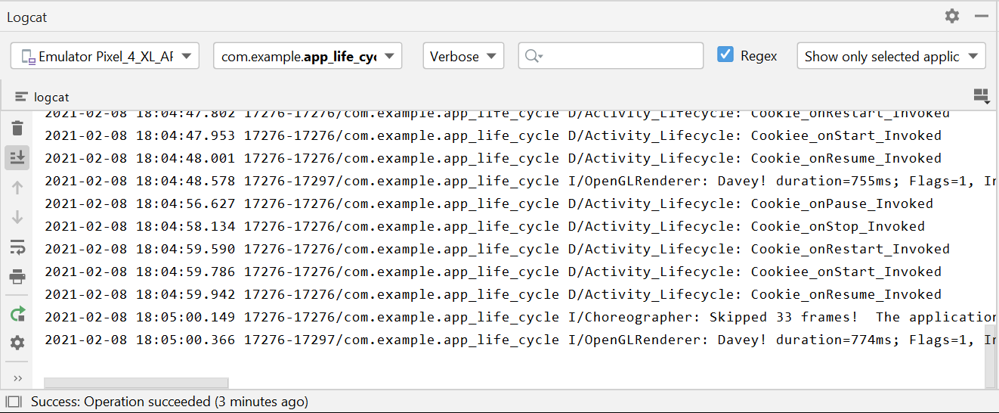 Logcat
Emulator Pixel_4_XL_AF com.example.app_life_cyc Verbose Regex Show only selected applic
logcat
2021-02-08 18:04:47.802 17276-17276/com.example.app_life_cycle D/Activity_Lifecycle: Cookie_onRestart_Invoked
2021-02-08 18:04:47.953 17276-17276/com.example.app_life_cycle D/Activity_Lifecycle: Cookiee_onStart_Invoked
2021-02-08 18:04:48.001 17276-17276/com.example.app_life_cycle D/Activity_Lifecycle: Cookie_onResume_Invoked
2021-02-08 18:04:48.578 17276-17297/com.example.app_life_cycle I/OpenGLRenderer: Davey! duration=755ms; Flags=1, In
2021-02-08 18:04:56.627 17276-17276/com.example.app_life_cycle D/Activity_Lifecycle: Cookie_onPause_Invoked
2021-02-08 18:04:58.134 17276-17276/com.example.app_life_cycle D/Activity_Lifecycle: Cookie_onStop_Invoked
2021-02-08 18:04:59.590 17276-17276/com.example.app_life_cycle D/Activity_Lifecycle: Cookie_onRestart_Invoked
2021-02-08 18:04:59.786 17276-17276/com.example.app_life_cycle D/Activity_Lifecycle: Cookiee_onStart_Invoked
2021-02-08 18:04:59.942 17276-17276/com.example.app_life_cycle D/Activity_Lifecycle: Cookie_onResume_Invoked
2021-02-08 18:05:00.149 17276-17276/com.example.app_life_cycle I/Choreographer: Skipped 33 frames!  The application
2021-02-08 18:05:00.366 17276-17297/com.example.app_life_cycle I/OpenGLRenderer: Davey! duration=774ms; Flags=1, In
Success: Operation succeeded (3 minutes ago)